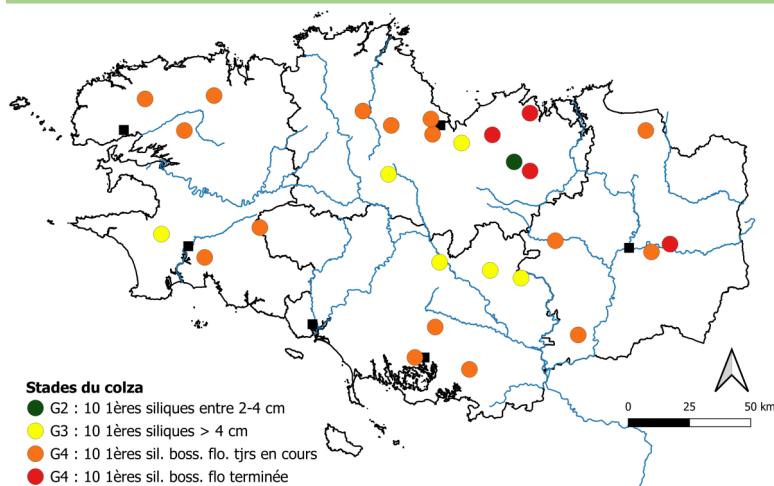 Stades du colza
G2 : 10 1ères siliques entre 2-4 cm
G3 : 10 1ères siliques > 4 cm
G4 : 10 1ères sil. boss. flo. tjrs en cours
G4 : 10 1ères sil. boss. flo terminée
0 25 50 km